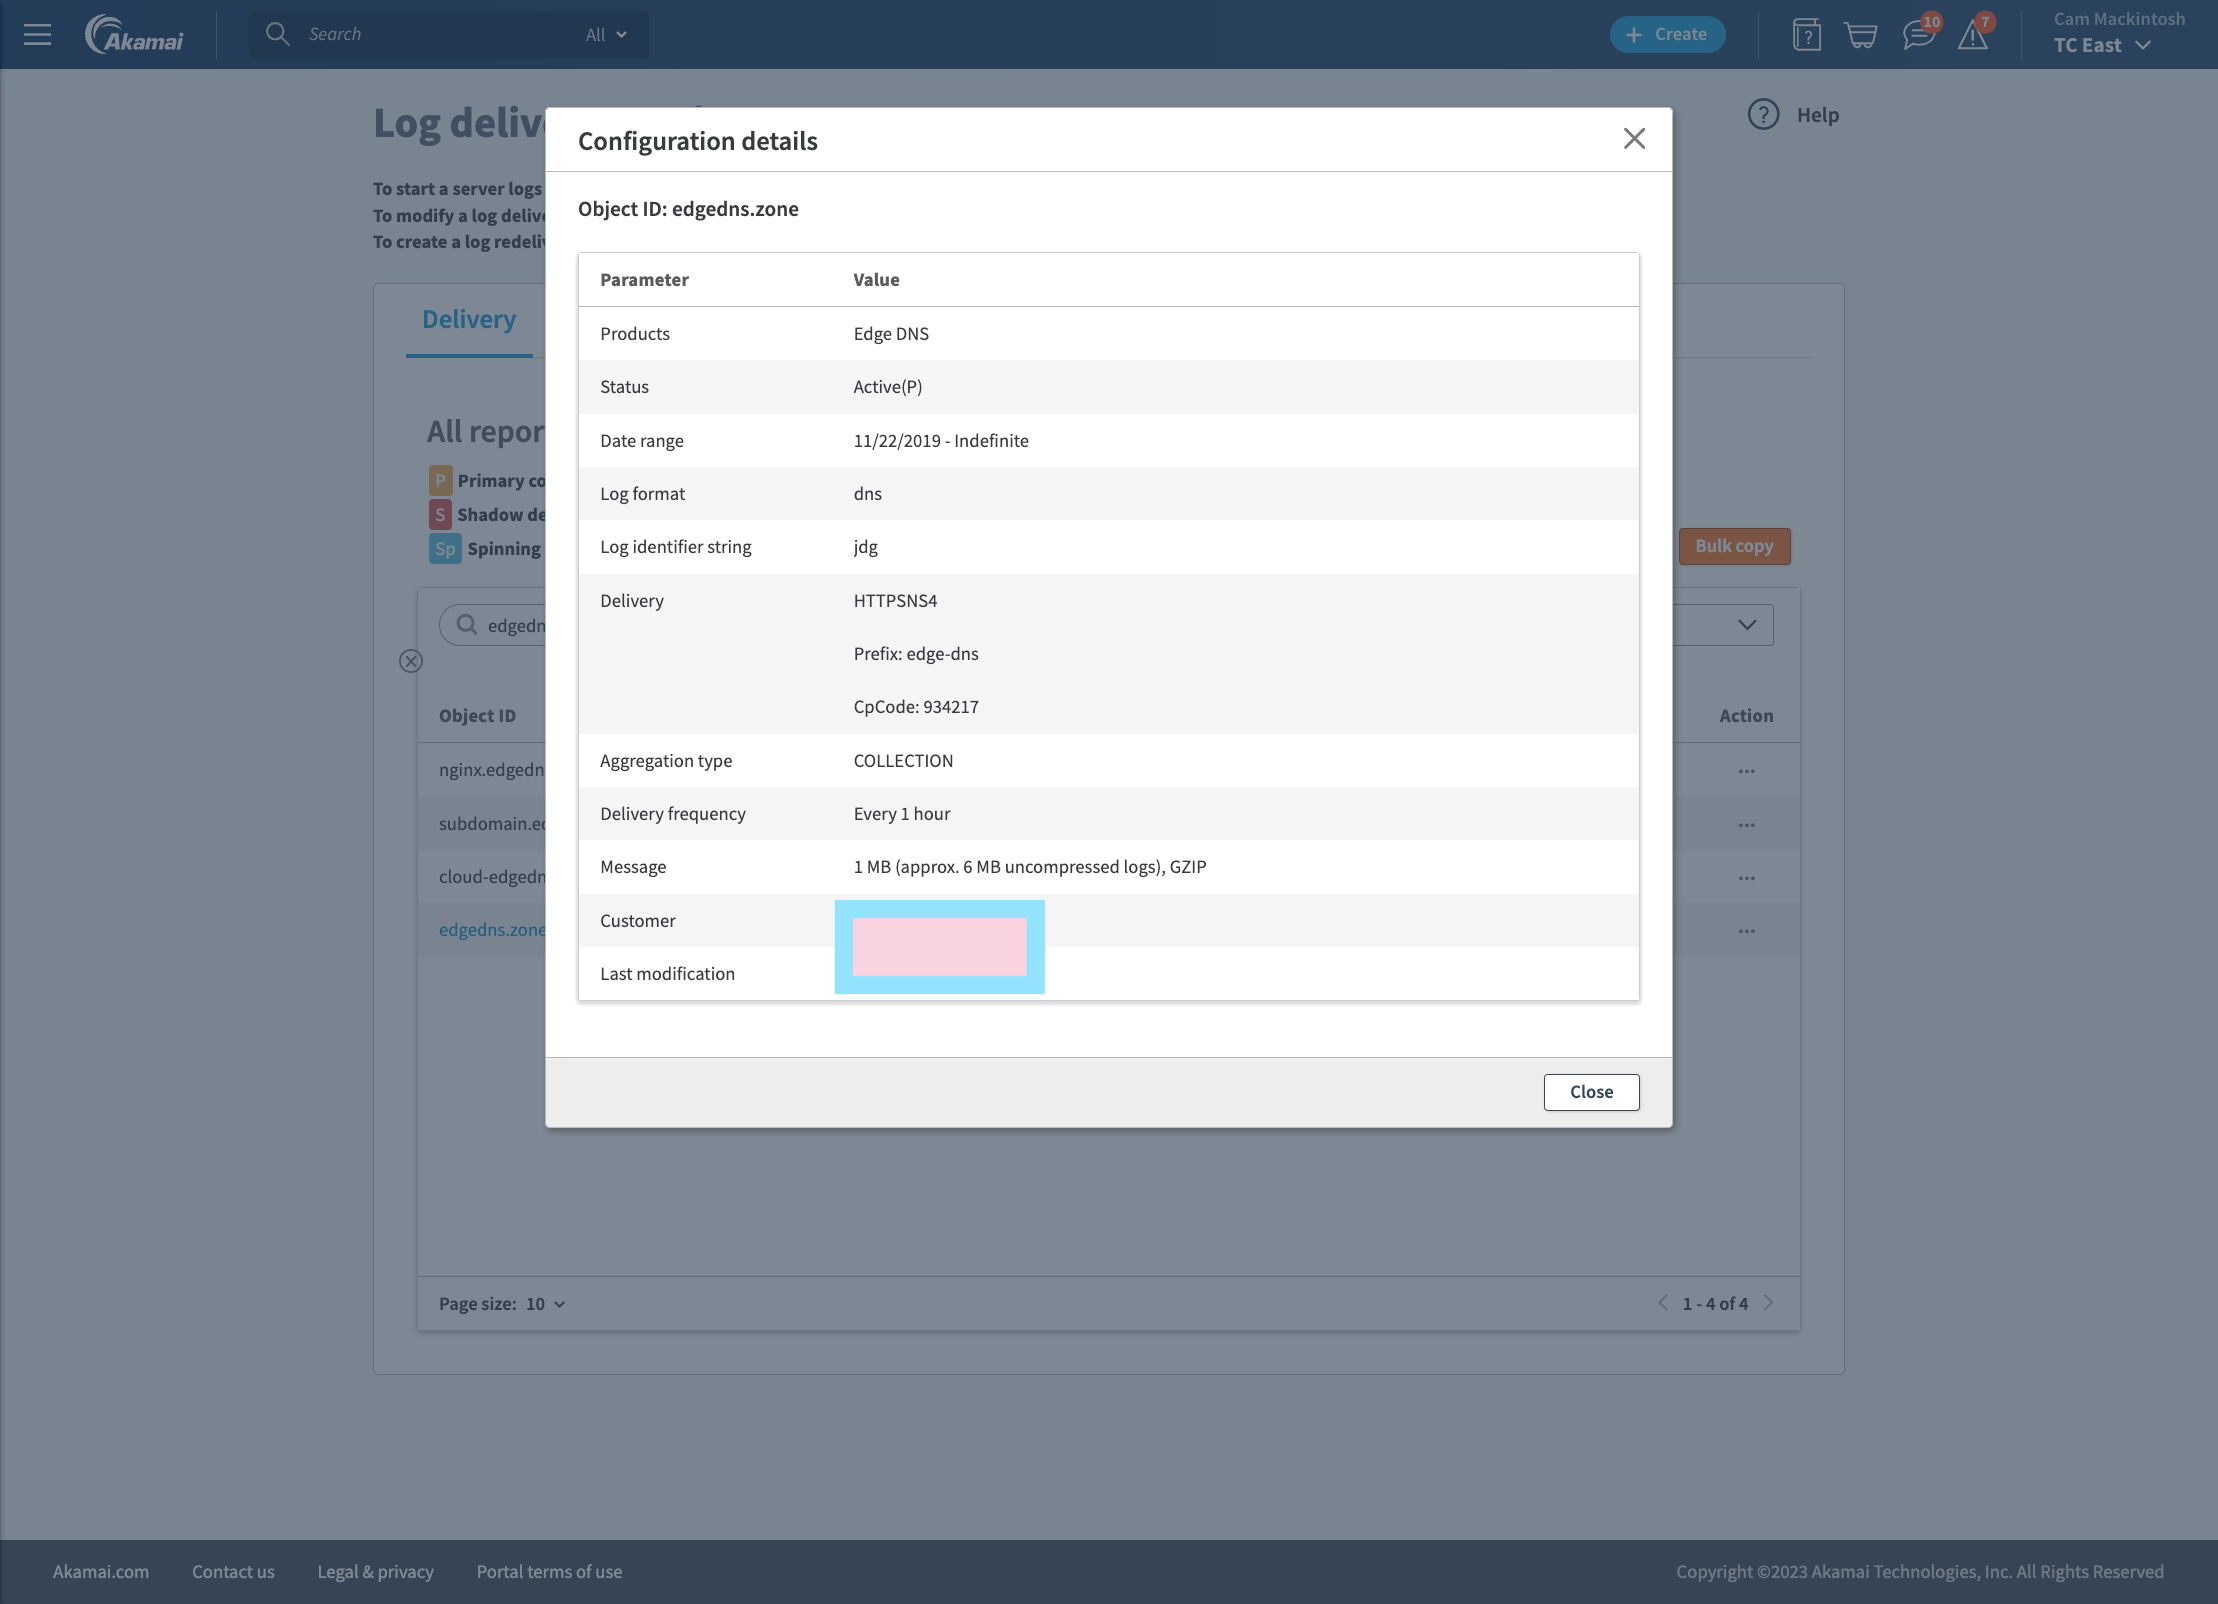 Akamai
Search
All
Create
10
7
Cam Mackintosh
TC East
Log deliv
Help
To start a server logs
To modify a log delive
To create a log redeliv
Configuration details
Object ID: edgedns.zone
Parameter Value
Products Edge DNS
Status Active(P)
Date range 11/22/2019 - Indefinite
Log format dns
Log identifier string jdg
Delivery HTTPSNS4
Prefix: edge-dns
CpCode: 934217
Aggregation type COLLECTION
Delivery frequency Every 1 hour
Message 1 MB (approx. 6 MB uncompressed logs), GZIP
Customer
Last modification
Close
Delivery
All repor
P Primary co
S Shadow de
Sp Spinning
Bulk copy
edgedn
Object ID Action
nginx.edgedn ...
subdomain.ed ...
cloud-edgedn ...
edgedns.zone ...
Page size: 10
1 - 4 of 4
Akamai.com Contact us Legal & privacy Portal terms of use
Copyright ©2023 Akamai Technologies, Inc. All Rights Reserved